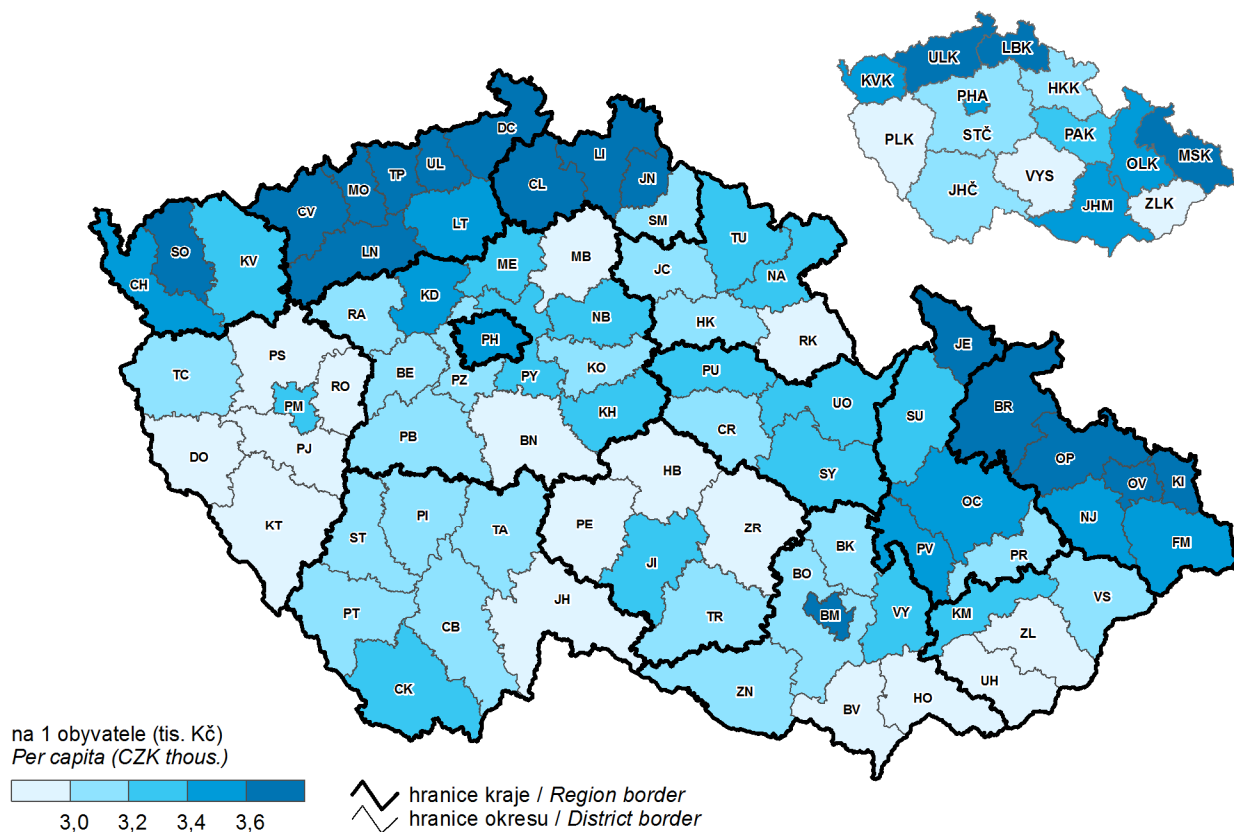 ULK LBK
KVK
PHA HKK
STČ
PLK PAK
OLK MSK
VYS
JHČ
JHM ZLK
DC
UL LI
TP
MO CL JN
CV
LT SM
SO LN TU
KV ME MB
CH JC NA
KD
RA NB HK
PH RK
PS JE
TC BE PZ PY KO PU
RO BR
PM KH UO SU
PB CR
DO PJ BN
HB SY OP OV KI
OC
KT PI TA PE ZR NJ
ST BK PV FM
JI PR
BO
JH VS
PT CB TR BM VY KM
ZL
CK ZN UH
BV HO
na 1 obyvatele (tis. Kč)
Per capita (CZK thous.)
3,0 3,2 3,4 3,6
hranice kraje / Region border
hranice okresu / District border